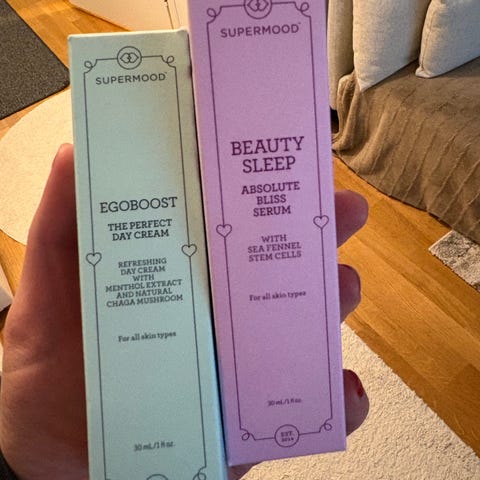 SUPERMOOD
EGOBOOST
THE PERFECT
DAY CREAM
REFRESHING
DAY CREAM
WITH
MENTHOL EXTRACT
AND NATURAL
CHAGA MUSHROOM
For all skin types
30 mL/1 fl oz.
SUPERMOOD
BEAUTY
SLEEP
ABSOLUTE
BLISS
SERUM
WITH
SEA FENNEL
STEM CELLS
For all skin types
30 mL/1 fl oz.
EST.
2014